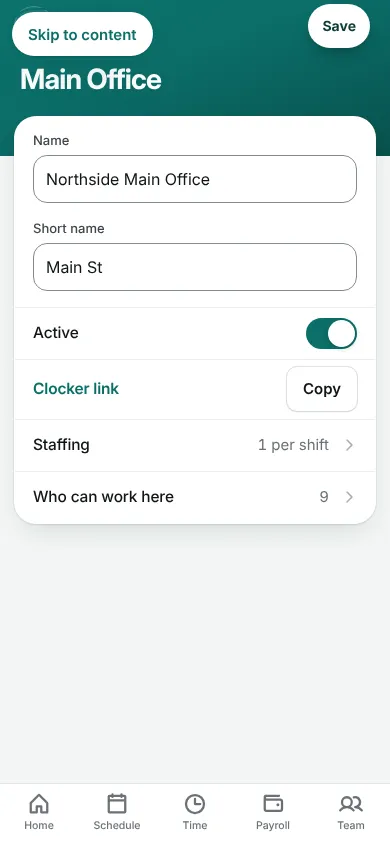 Skip to content
Save
Main Office
Name
Northside Main Office
Short name
Main St
Active
Clocker link
Copy
Staffing
1 per shift
Who can work here
9
Home
Schedule
Time
Payroll
Team